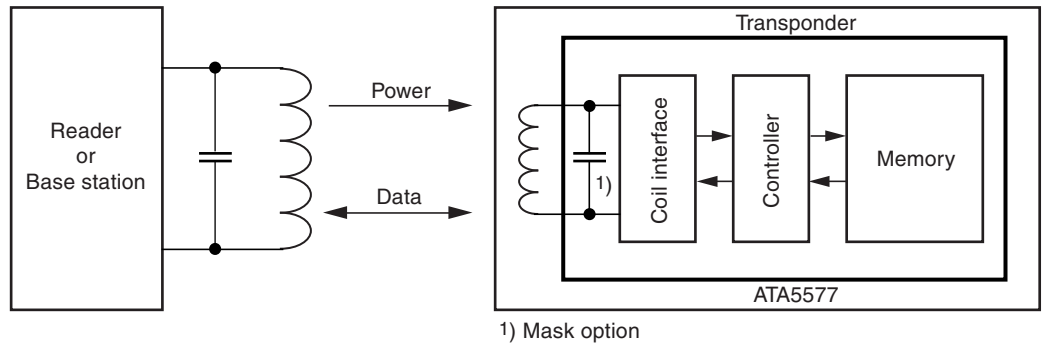 Reader
or
Base station
Power
Data
Transponder
Coil interface
1)
Controller
Memory
ATA5577
1) Mask option